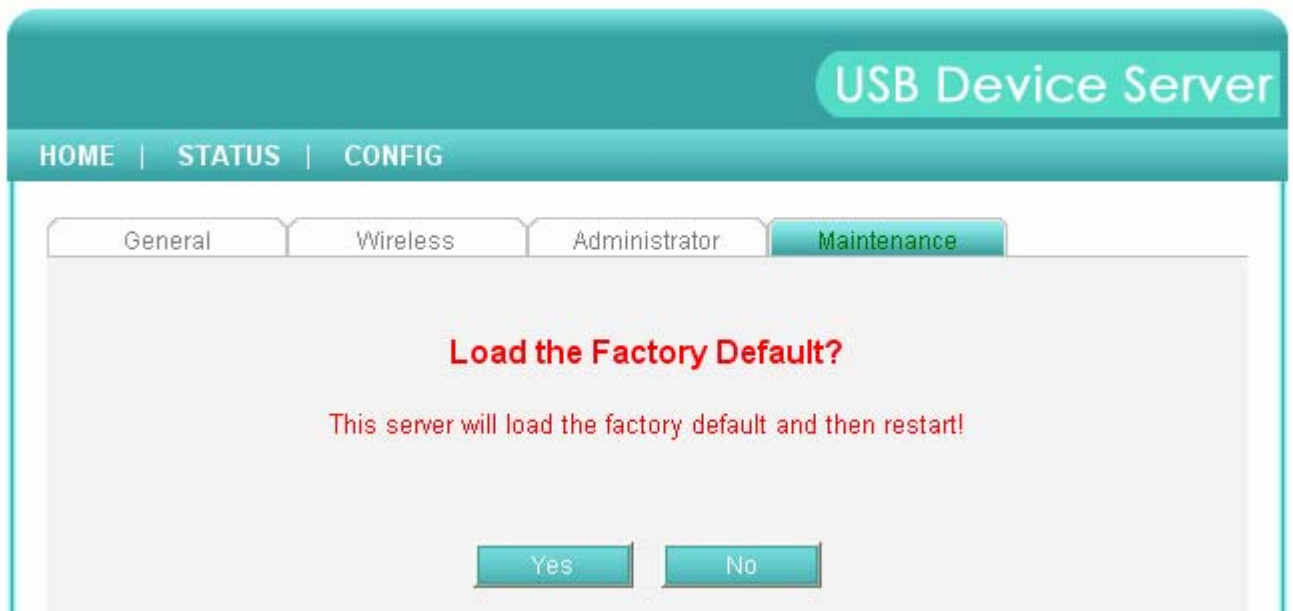 USB Device Server
HOME | STATUS | CONFIG
General Wireless Administrator Maintenance
Load the Factory Default?
This server will load the factory default and then restart!
Yes No